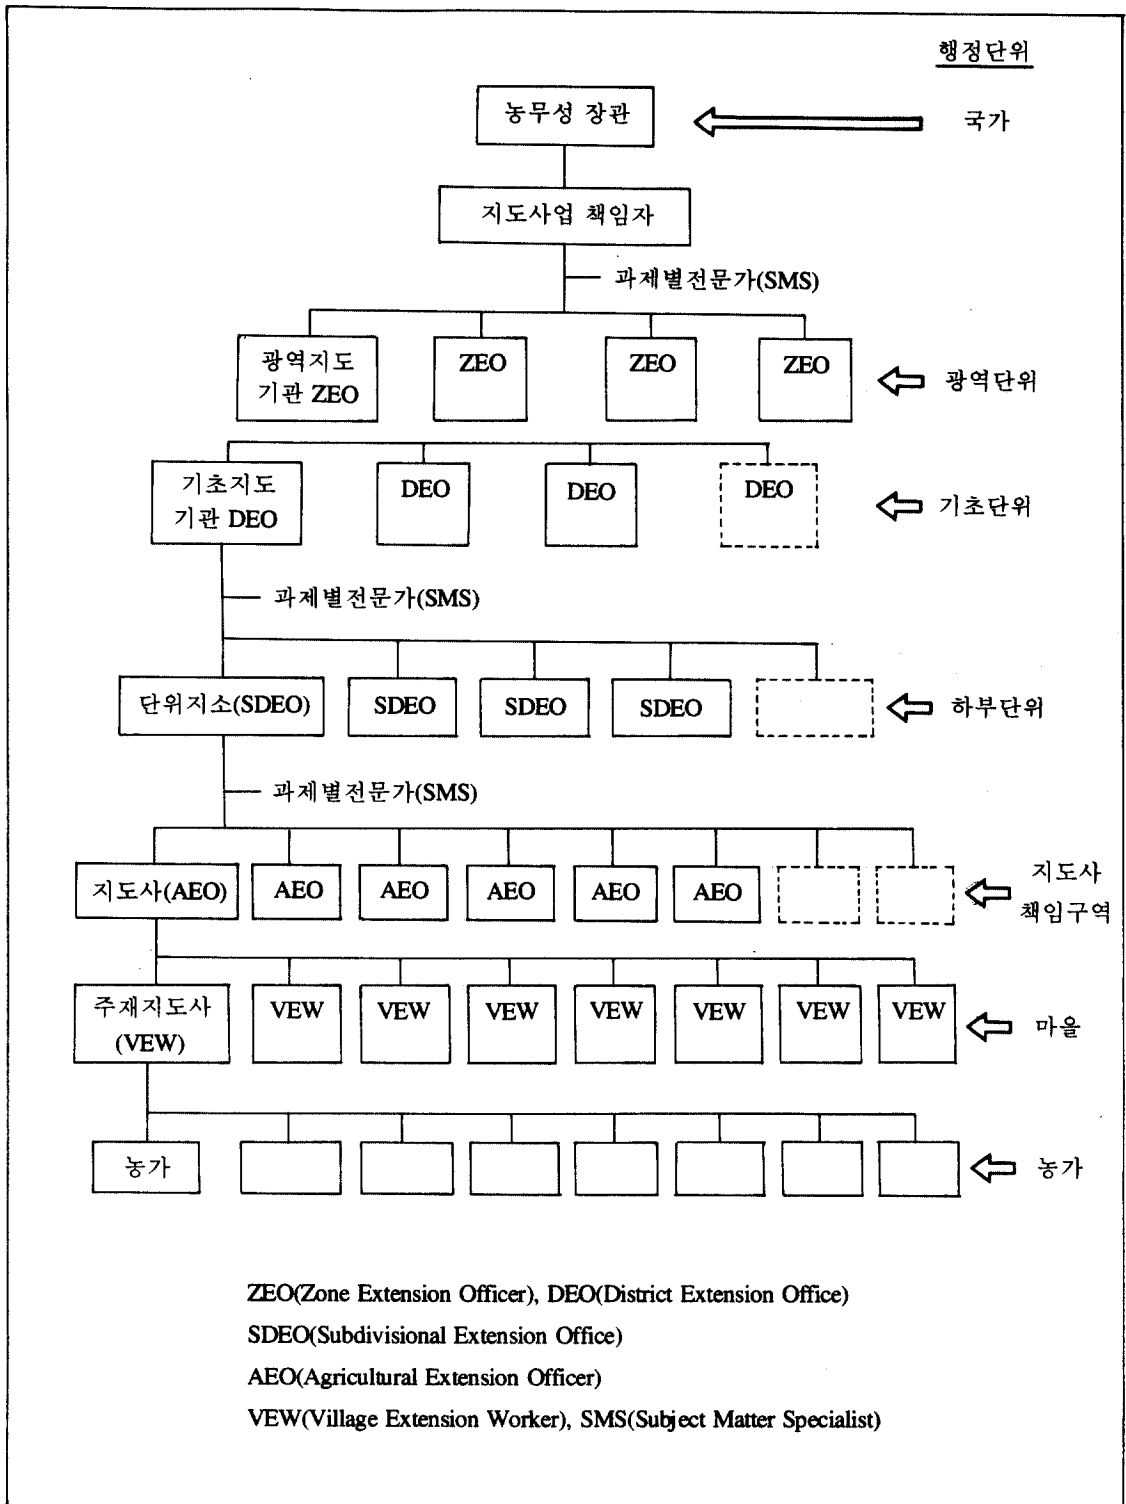 행정단위
농무성 장관
국가
지도사업 책임자
과제별전문가(SMS)
광역지도
기관 ZEO
ZEO
ZEO
ZEO
광역단위
기초지도
기관 DEO
DEO
DEO
DEO
기초단위
과제별전문가(SMS)
단위지소(SDEO)
SDEO
SDEO
SDEO
하부단위
과제별전문가(SMS)
지도사(AEO)
AEO
AEO
AEO
AEO
AEO
지도사
책임구역
주재지도사
(VEW)
VEW
VEW
VEW
VEW
VEW
VEW
VEW
마을
농가
농가
ZEO(Zone Extension Officer), DEO(District Extension Office)
SDEO(Subdivisional Extension Office)
AEO(Agricultural Extension Officer)
VEW(Village Extension Worker), SMS(Subject Matter Specialist)